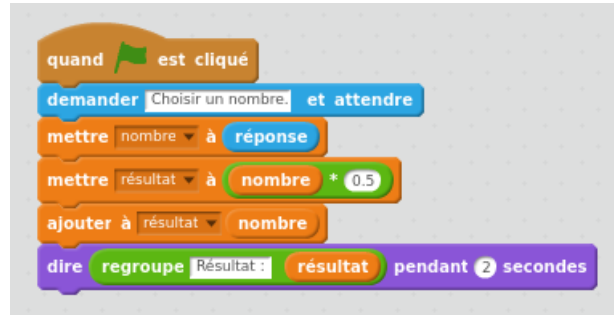 quand est cliqué
demander Choisir un nombre. et attendre
mettre nombre à réponse
mettre résultat à nombre * 0.5
ajouter à résultat nombre
dire regroupe Résultat : résultat pendant 2 secondes